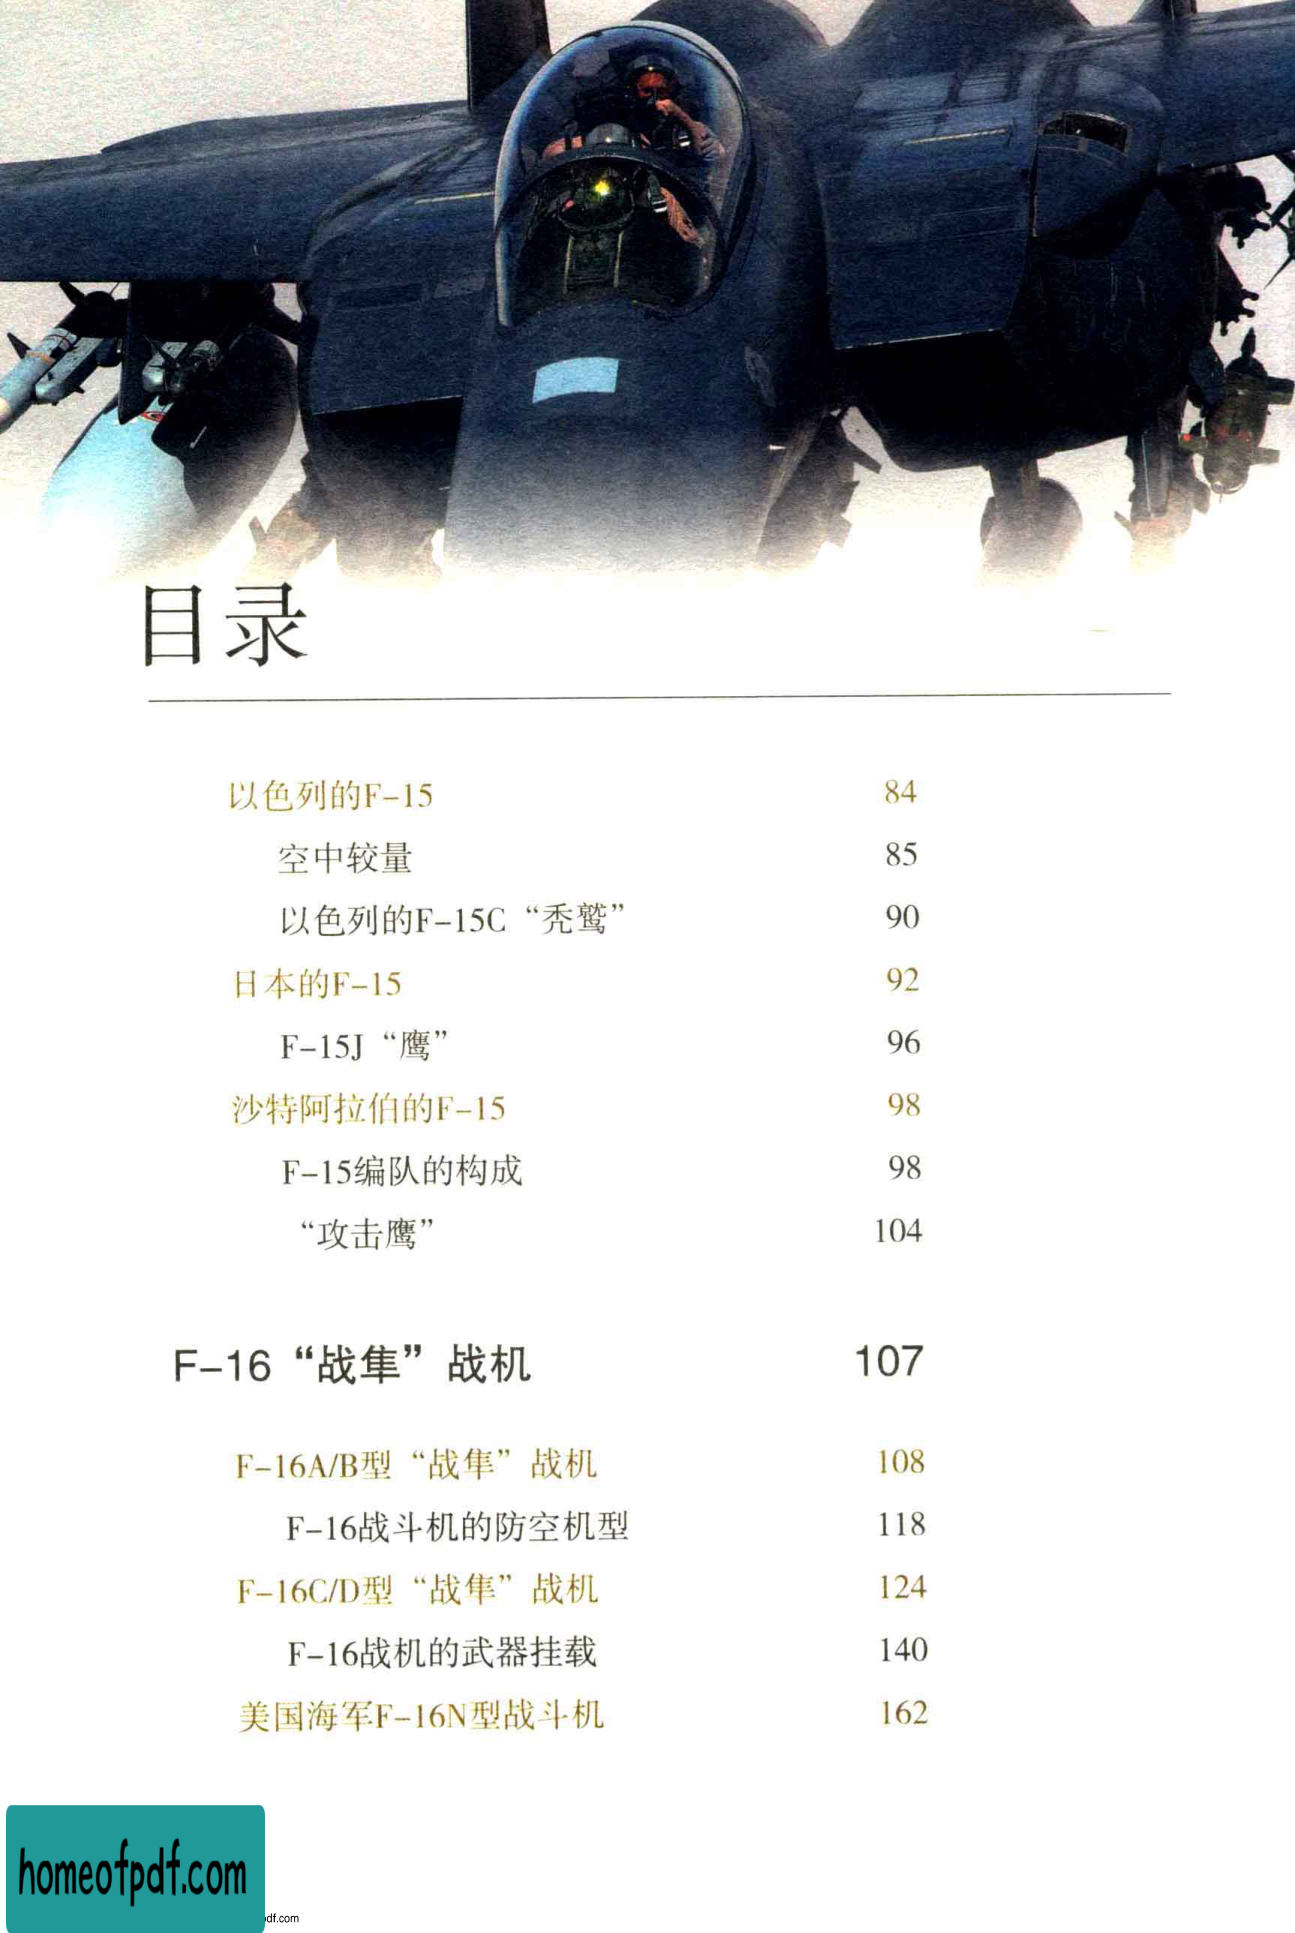 目录
以色列的F-15 84
空中较量 85
以色列的F-15C“秃鹫” 90
日本的F-15 92
F-15J“鹰” 96
沙特阿拉伯的F-15 98
F-15编队的构成 98
“攻击鹰” 104
F-16“战隼”战机 107
F-16A/B型“战隼”战机 108
F-16战斗机的防空机型 118
F-16C/D型“战隼”战机 124
F-16战机的武器挂载 140
美国海军F-16N型战斗机 162
homeofpdf.com
df.com